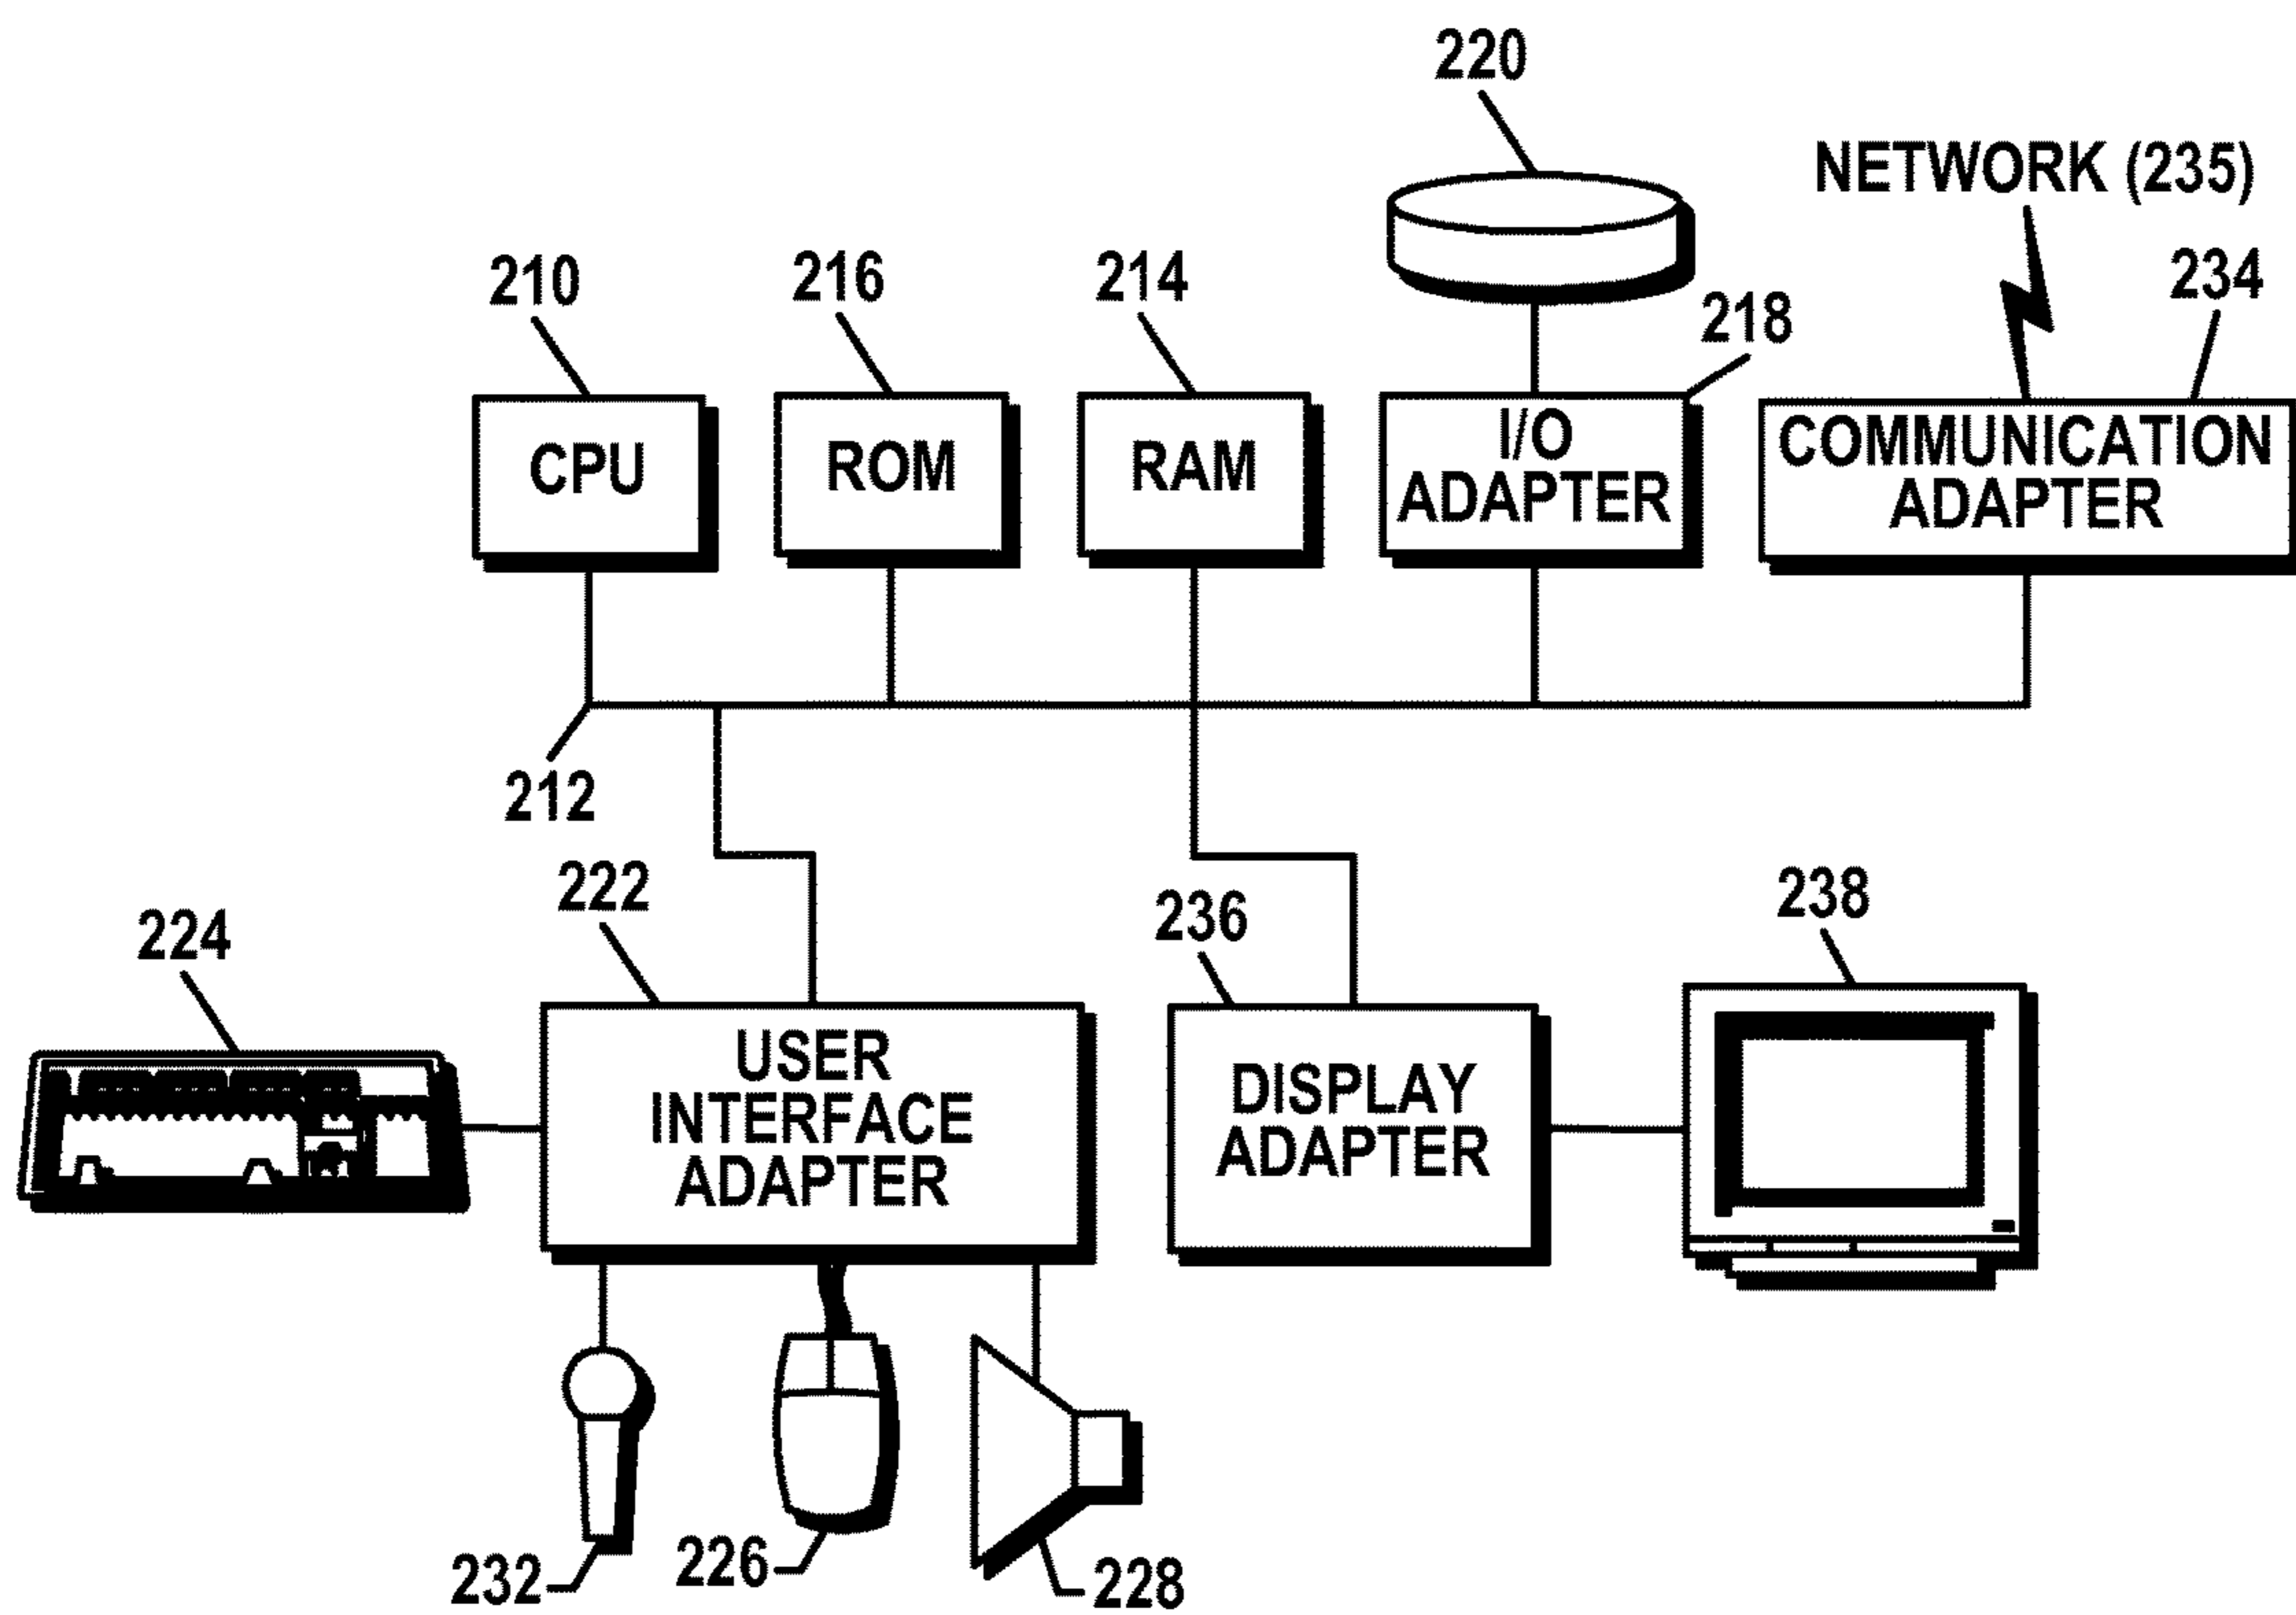 220
NETWORK (235)
210
216
214
218
234
CPU
ROM
RAM
I/O
ADAPTER
COMMUNICATION
ADAPTER
212
222
224
236
238
USER
INTERFACE
ADAPTER
DISPLAY
ADAPTER
232
226
228